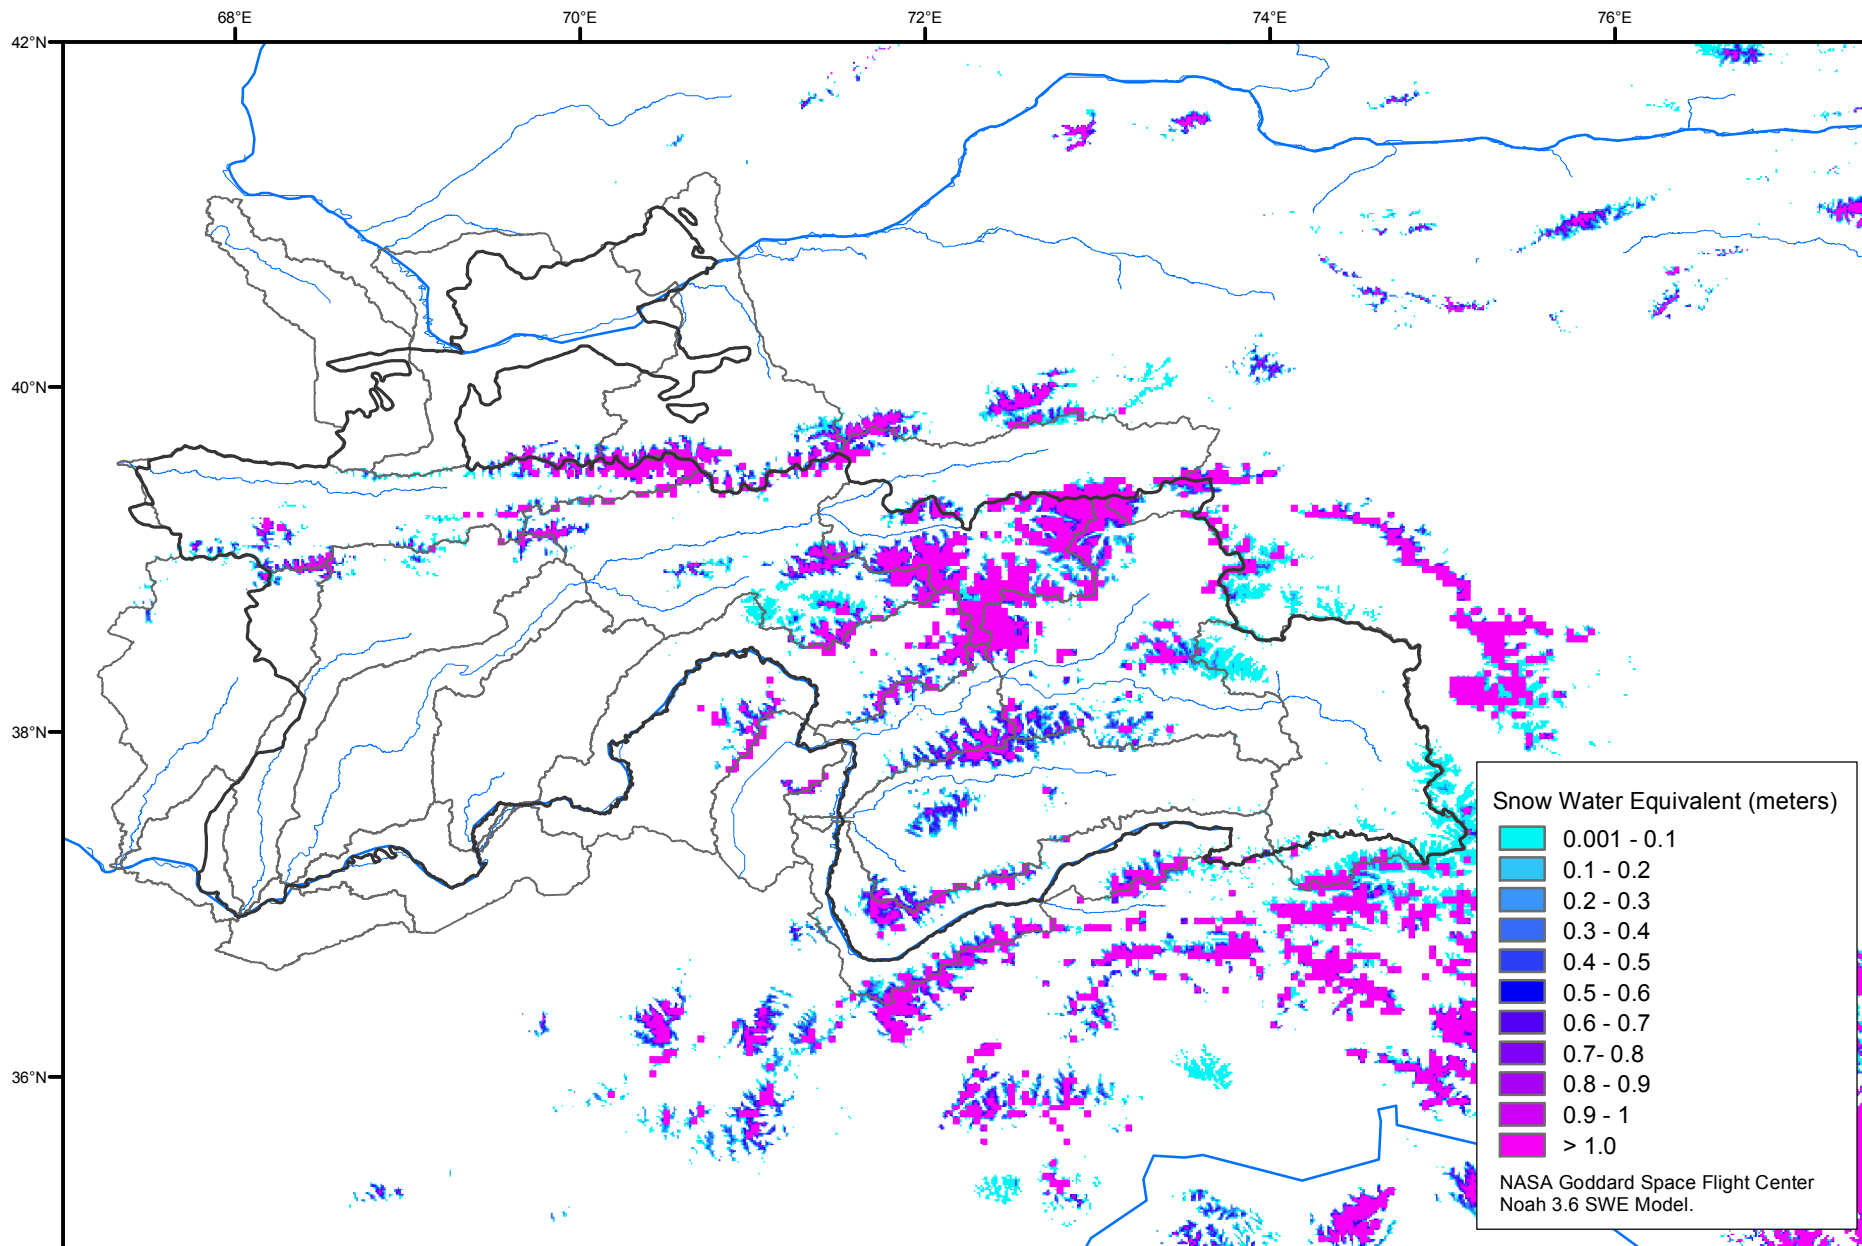 68°E 70°E 72°E 74°E 76°E
42°N
40°N
38°N
36°N
Snow Water Equivalent (meters)
0.001 - 0.1
0.1 - 0.2
0.2 - 0.3
0.3 - 0.4
0.4 - 0.5
0.5 - 0.6
0.6 - 0.7
0.7- 0.8
0.8 - 0.9
0.9 - 1
> 1.0
NASA Goddard Space Flight Center
Noah 3.6 SWE Model.